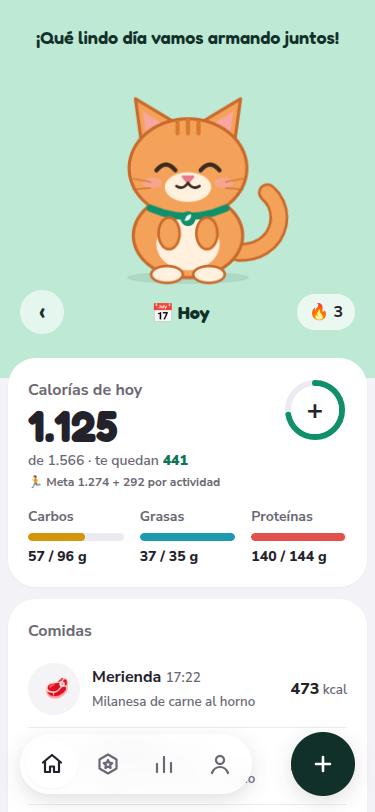 ¡Qué lindo día vamos armando juntos!
‹
📅 Hoy
🔥 3
Calorías de hoy
1.125
+
de 1.566 · te quedan 441
🏃 Meta 1.274 + 292 por actividad
Carbos Grasas Proteínas
57 / 96 g 37 / 35 g 140 / 144 g
Comidas
Merienda 17:22
473 kcal
Milanesa de carne al horno
+